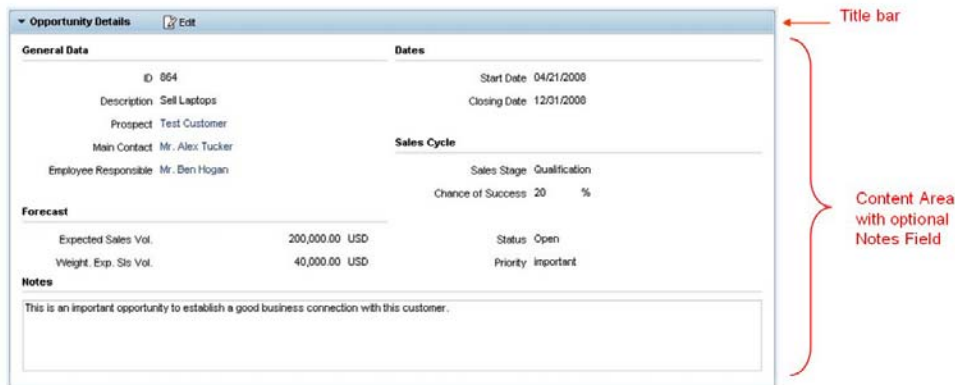 Opportunity Details Edit
Title bar
General Data
ID 864
Description Sell Laptops
Prospect Test Customer
Main Contact Mr. Alex Tucker
Employee Responsible Mr. Ben Hogan
Dates
Start Date 04/21/2008
Closing Date 12/31/2008
Sales Cycle
Sales Stage Qualification
Chance of Success 20 %
Status Open
Priority Important
Forecast
Expected Sales Vol. 200,000.00 USD
Weight. Exp. Sls Vol. 40,000.00 USD
Notes
This is an important opportunity to establish a good business connection with this customer.
Content Area
with optional
Notes Field